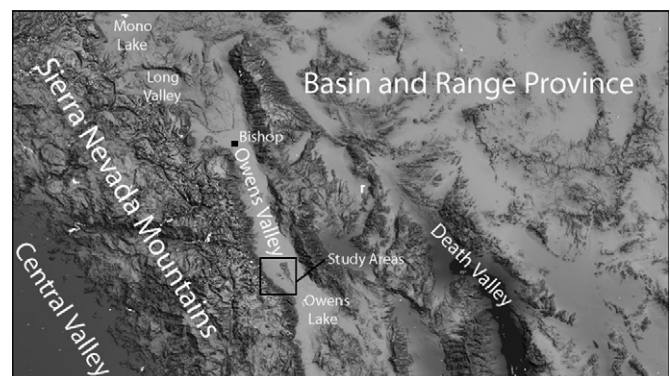 Mono
Lake
Long
Valley
Sierra Nevada Mountains
Basin and Range Province
Bishop
Owens Valley
r
Study Areas
Death Valley
Owens
Lake
Central Valley